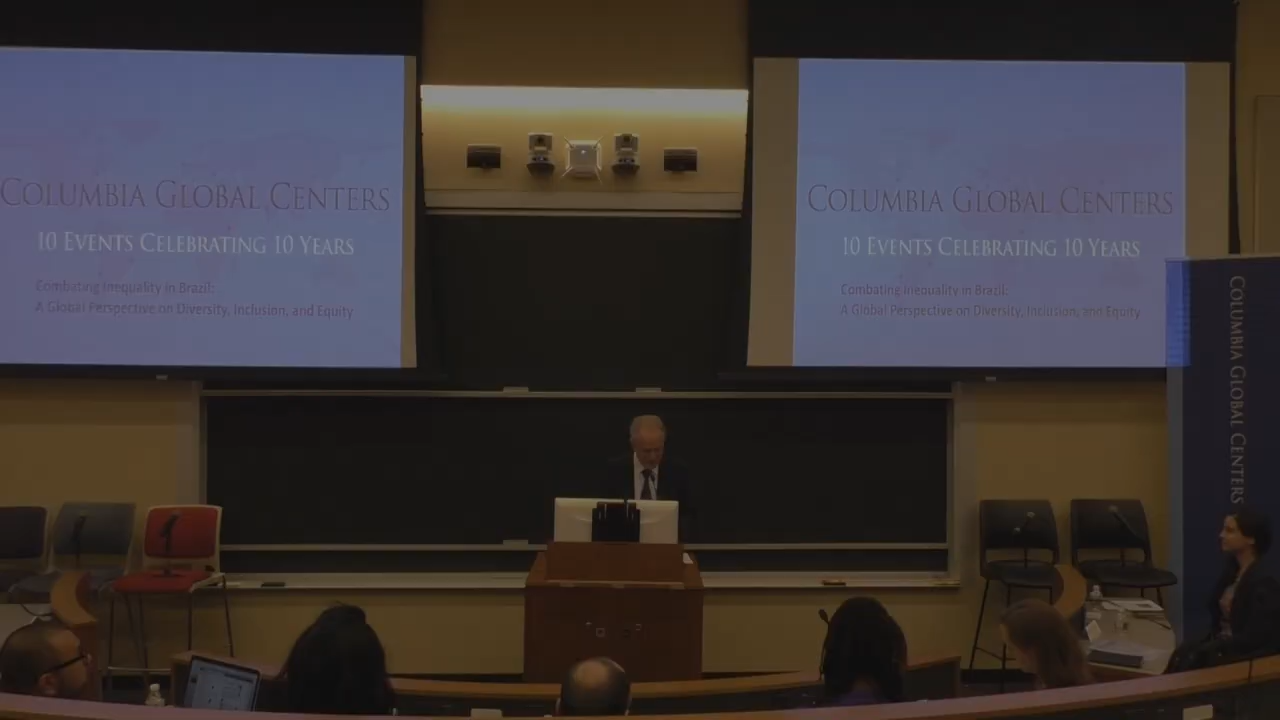 COLUMBIA GLOBAL CENTERS
10 EVENTS CELEBRATING 10 YEARS
Combating Inequality in Brazil:
A Global Perspective on Diversity, Inclusion, and Equity
COLUMBIA GLOBAL CENTERS
10 EVENTS CELEBRATING 10 YEARS
Combating Inequality in Brazil:
A Global Perspective on Diversity, Inclusion, and Equity
COLUMBIA GLOBAL CENTERS